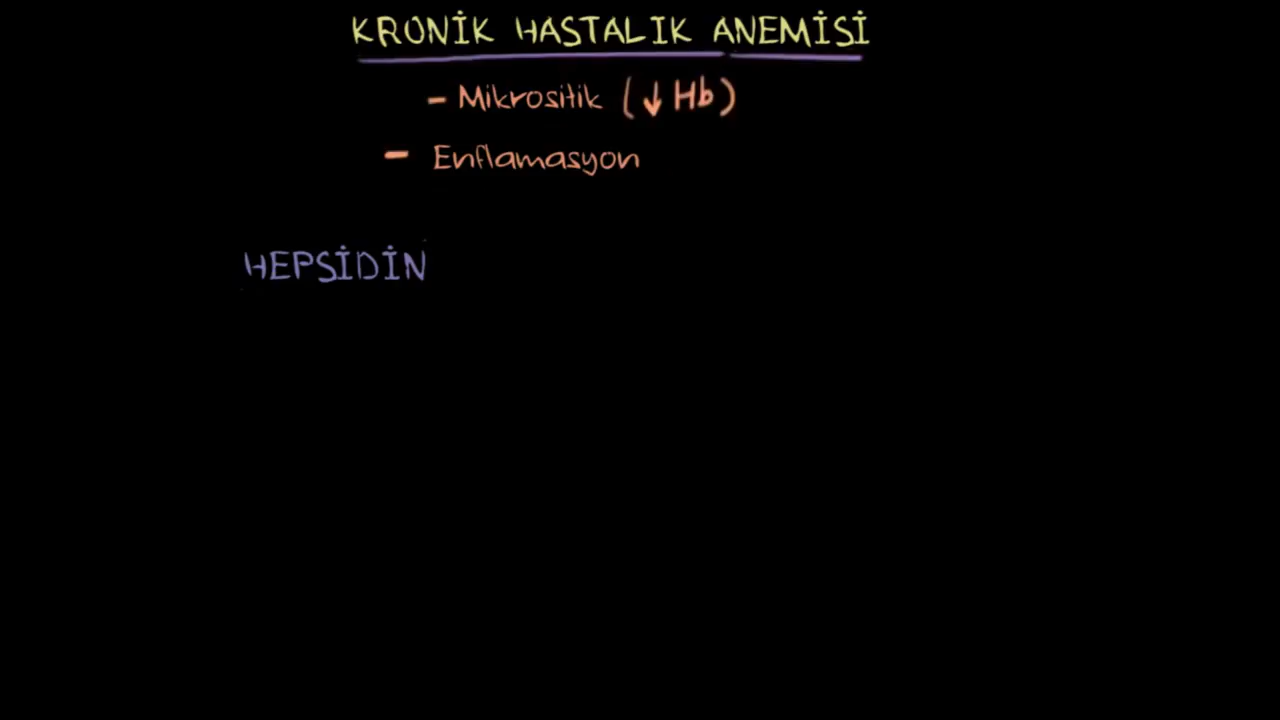 KRONİK HASTALIK ANEMİSİ
- Mikrositik (↓ Hb)
- Enflamasyon
HEPSİDİN